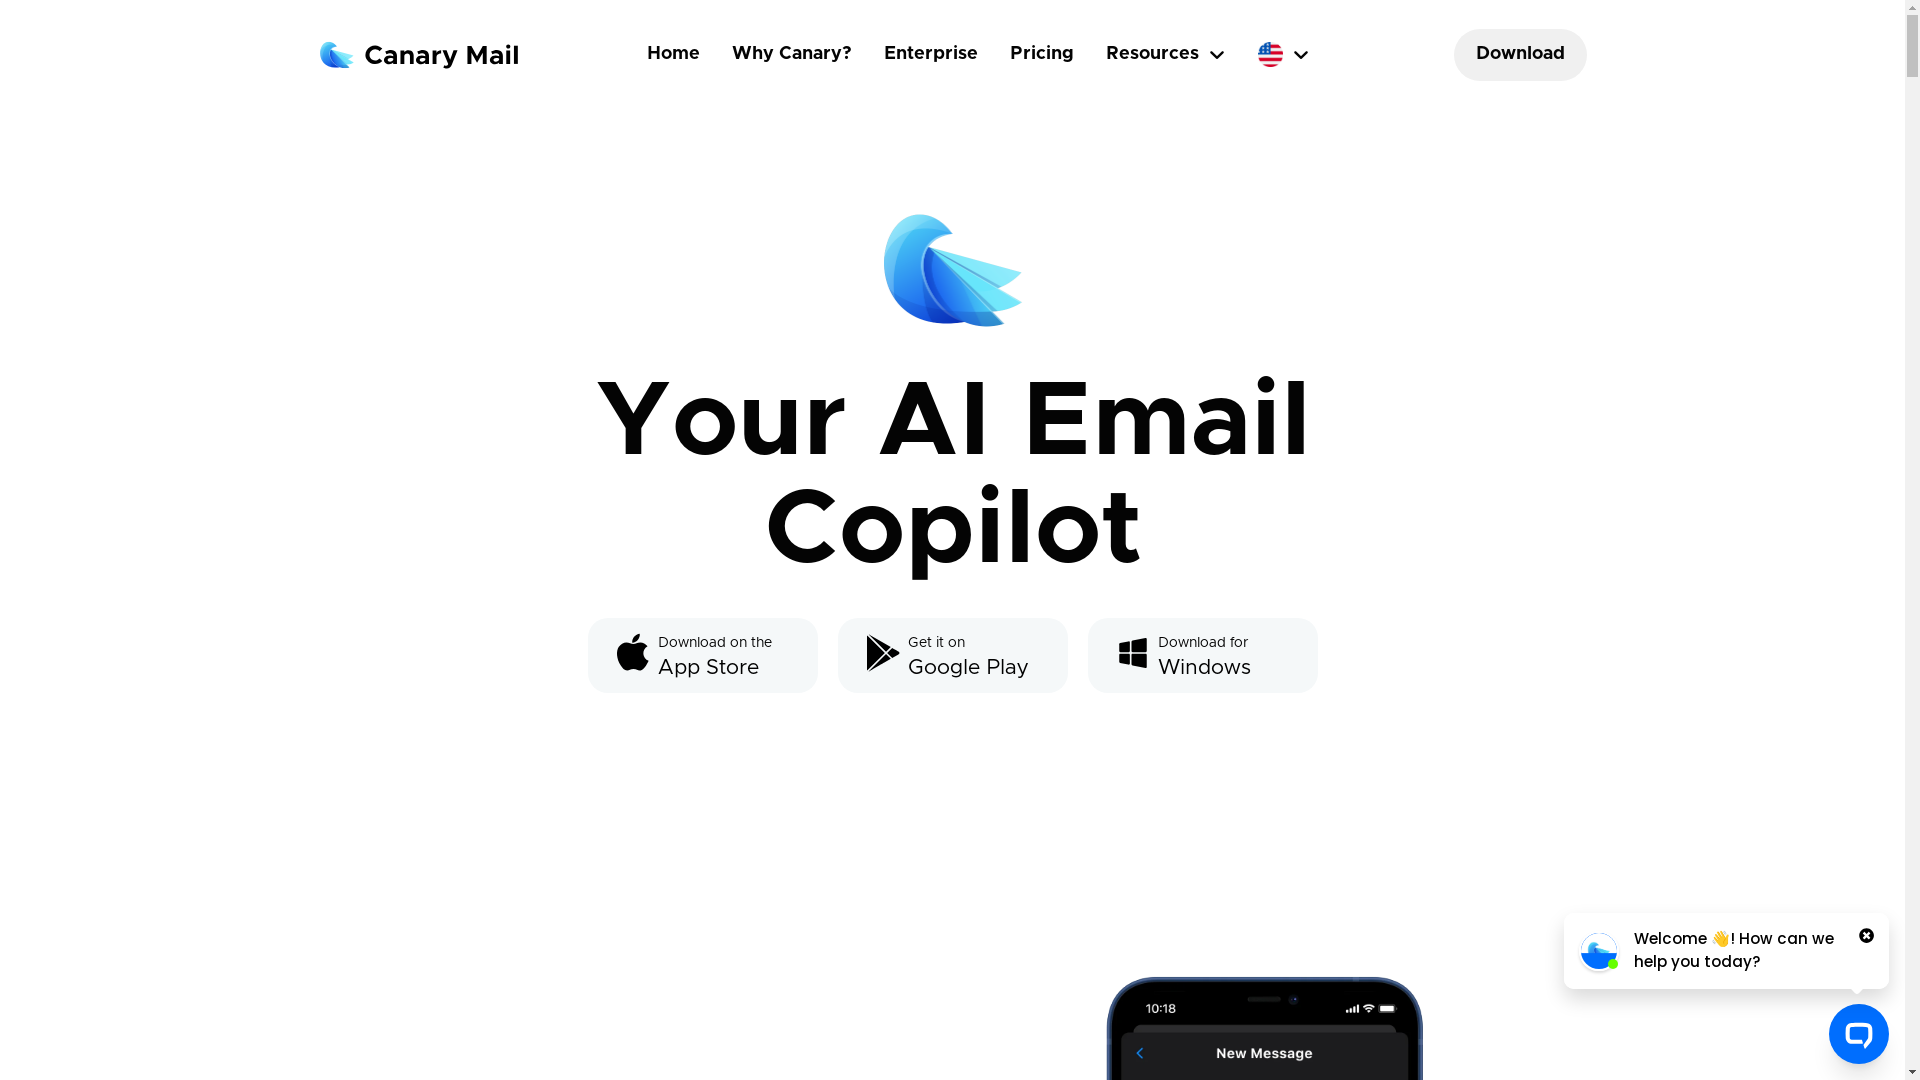 Canary Mail
Home
Why Canary?
Enterprise
Pricing
Resources
Download
Your AI Email
Copilot
Download on the
App Store
Get it on
Google Play
Download for
Windows
Welcome 👋! How can we
help you today?
10:18
New Message